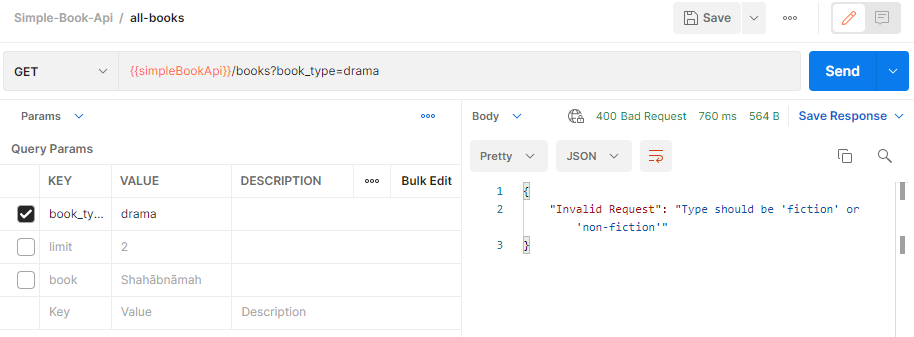 Simple-Book-Api / all-books
Save
GET
{{simpleBookApi}}/books?book_type=drama
Send
Params
Query Params
KEY VALUE DESCRIPTION Bulk Edit
book_ty... drama
limit 2
book Shahābnāmah
Key Value Description
Body
400 Bad Request 760 ms 564 B
Save Response
Pretty
JSON
1 {
2 "Invalid Request": "Type should be 'fiction' or
'non-fiction'"
3 }